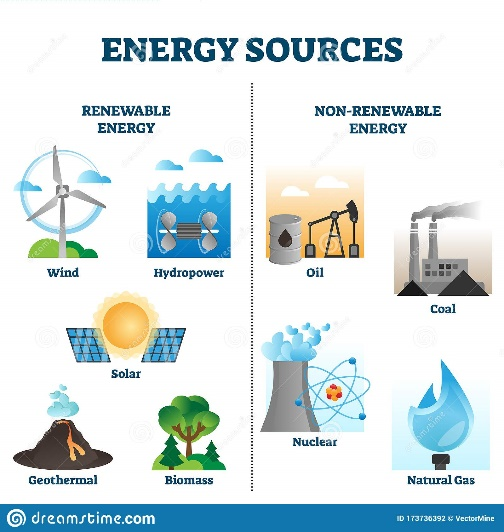 ENERGY SOURCES
RENEWABLE
ENERGY
Wind
Hydropower
Solar
Geothermal
Biomass
NON-RENEWABLE
ENERGY
Oil
Coal
Nuclear
Natural Gas
dreamstime.com
ID 173736392 © VectorMine